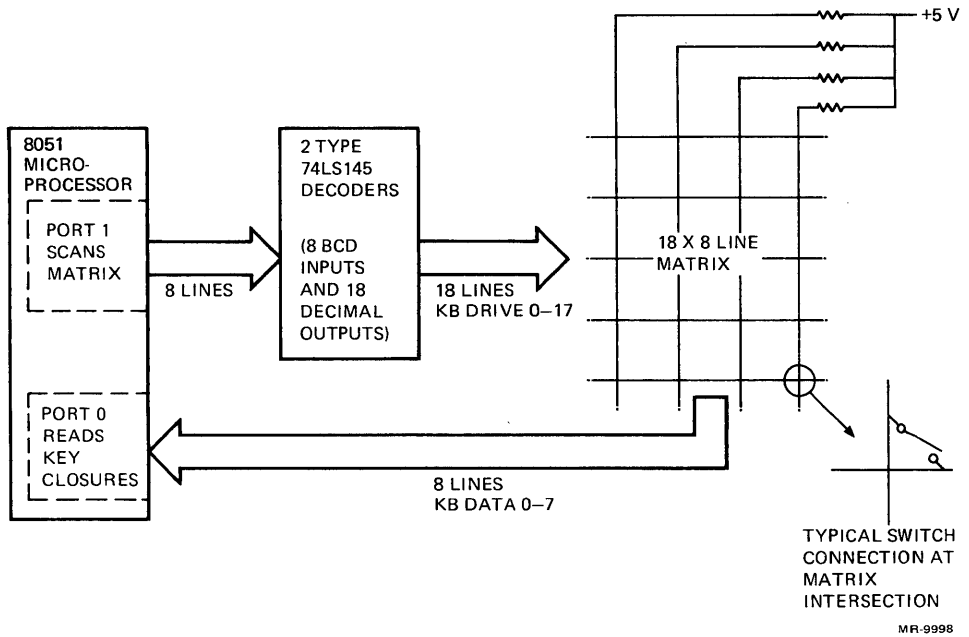 +5 V
8051
MICRO-
PROCESSOR
PORT 1
SCANS
MATRIX
8 LINES
2 TYPE
74LS145
DECODERS
(8 BCD
INPUTS
AND 18
DECIMAL
OUTPUTS)
18 LINES
KB DRIVE 0–17
18 X 8 LINE
MATRIX
PORT 0
READS
KEY
CLOSURES
8 LINES
KB DATA 0–7
TYPICAL SWITCH
CONNECTION AT
MATRIX
INTERSECTION
MR-9998